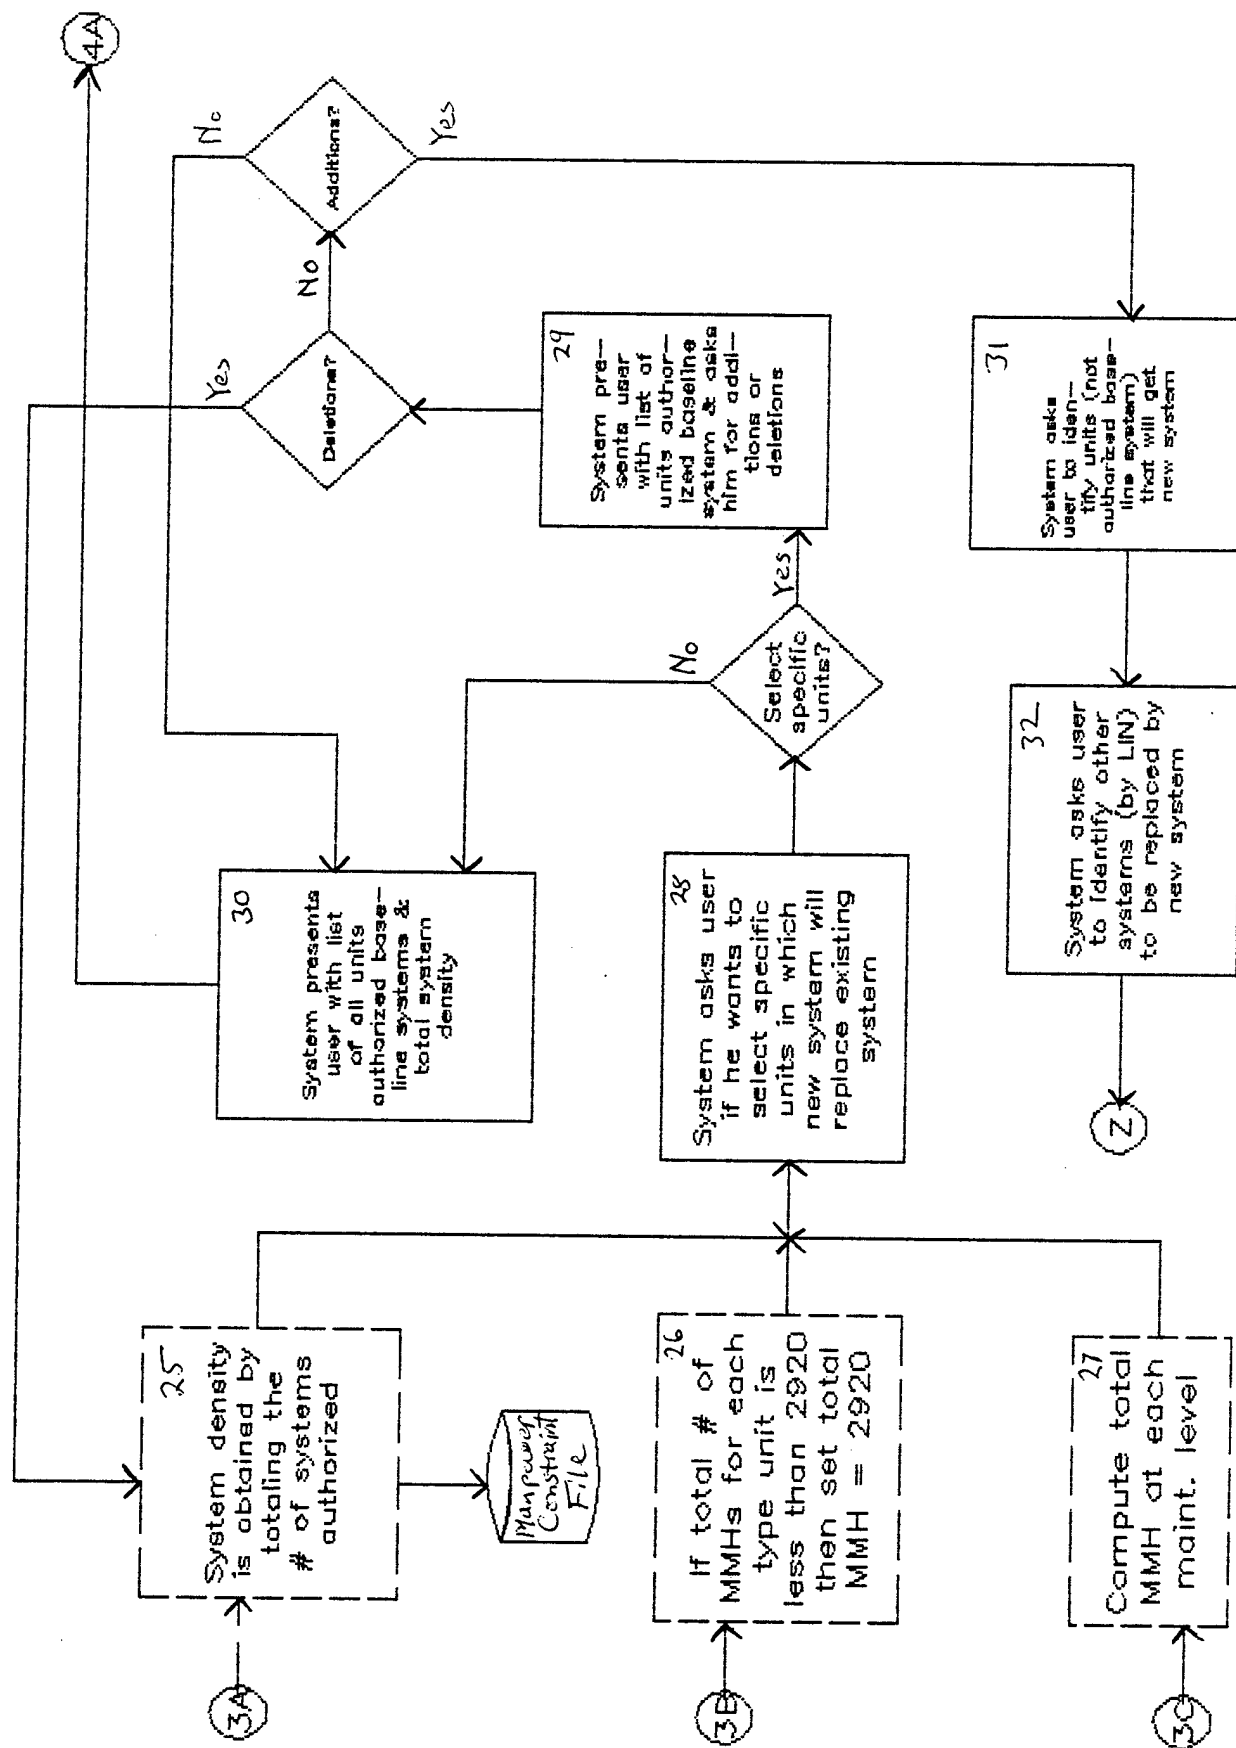 3A
25
System density
is obtained by
totaling the
# of systems
authorized
Manpower
Constraint
File
3B
26
If total # of
MMHs for each
type unit is
less than 2920
then set total
MMH = 2920
3C
27
Compute total
MMH at each
maint. level
28
System asks user
if he wants to
select specific
units in which
new system will
replace existing
system
Select
specific
units?
No
Yes
29
System pre-
sents user
with list of
units author-
ized baseline
system & asks
him for addi-
tions or
deletions
30
System presents
user with list
of all units
authorized base-
line systems &
total system
density
Deletions?
Yes
No
Additions?
No
Yes
4A
31
System asks
user to iden-
tify units (not
authorized base-
line system)
that will get
new system
32
System asks user
to identify other
systems (by LIN)
to be replaced by
new system
Z